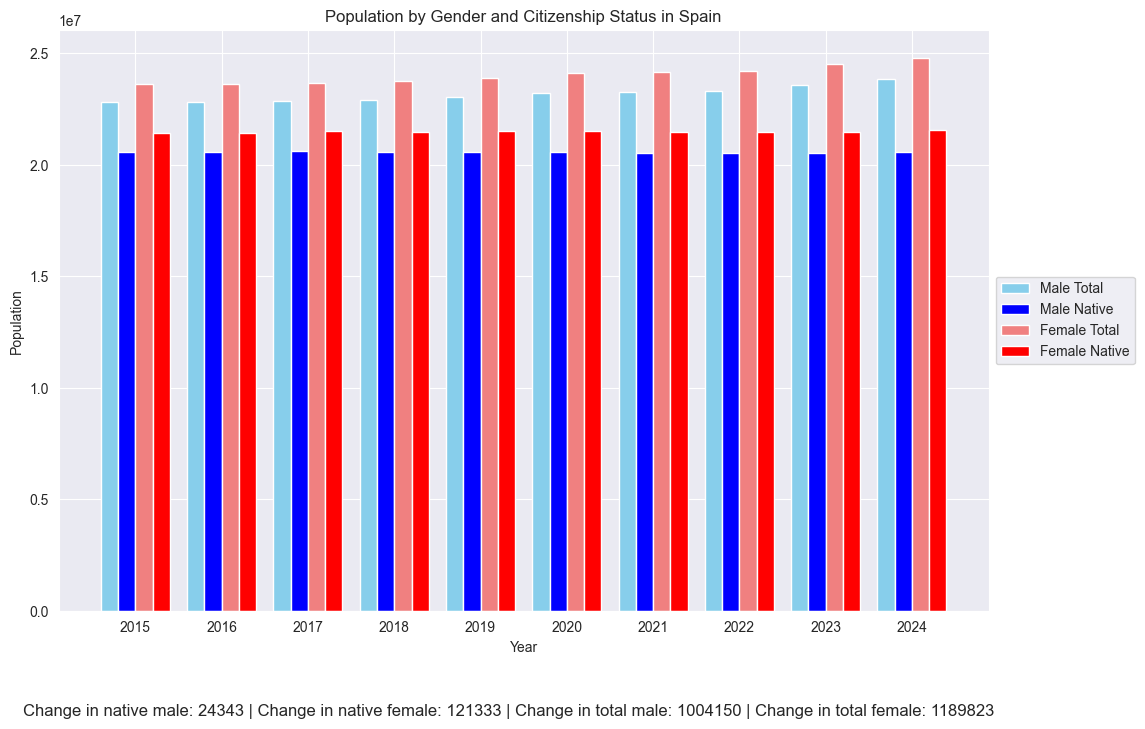 Population by Gender and Citizenship Status in Spain
1e7
2.5
2.0
1.5
1.0
0.5
0.0
Population
2015 2016 2017 2018 2019 2020 2021 2022 2023 2024
Year
Male Total
Male Native
Female Total
Female Native
Change in native male: 24343 | Change in native female: 121333 | Change in total male: 1004150 | Change in total female: 1189823